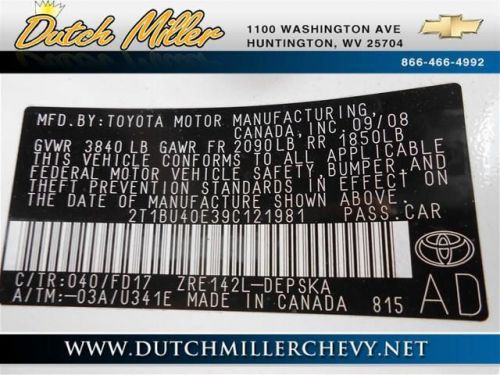 Dutch Miller
1100 WASHINGTON AVE
HUNTINGTON, WV 25704
866-466-4992
MFD.BY:TOYOTA MOTOR MANUFACTURING,
CANADA, INC. 09/08
GVWR 3840 LB GAWR FR 2090LB RR 1850LB
THIS VEHICLE CONFORMS TO ALL APPLICABLE
FEDERAL MOTOR VEHICLE SAFETY, BUMPER, AND
THEFT PREVENTION STANDARDS IN EFFECT ON
THE DATE OF MANUFACTURE SHOWN ABOVE.
2T1BU40E39C121981 PASS.CAR
C/TR:040/FD17 ZRE142L-DEPSKA
A/TM:-03A/U341E MADE IN CANADA 815
AD
WWW.DUTCHMILLERCHEVY.NET